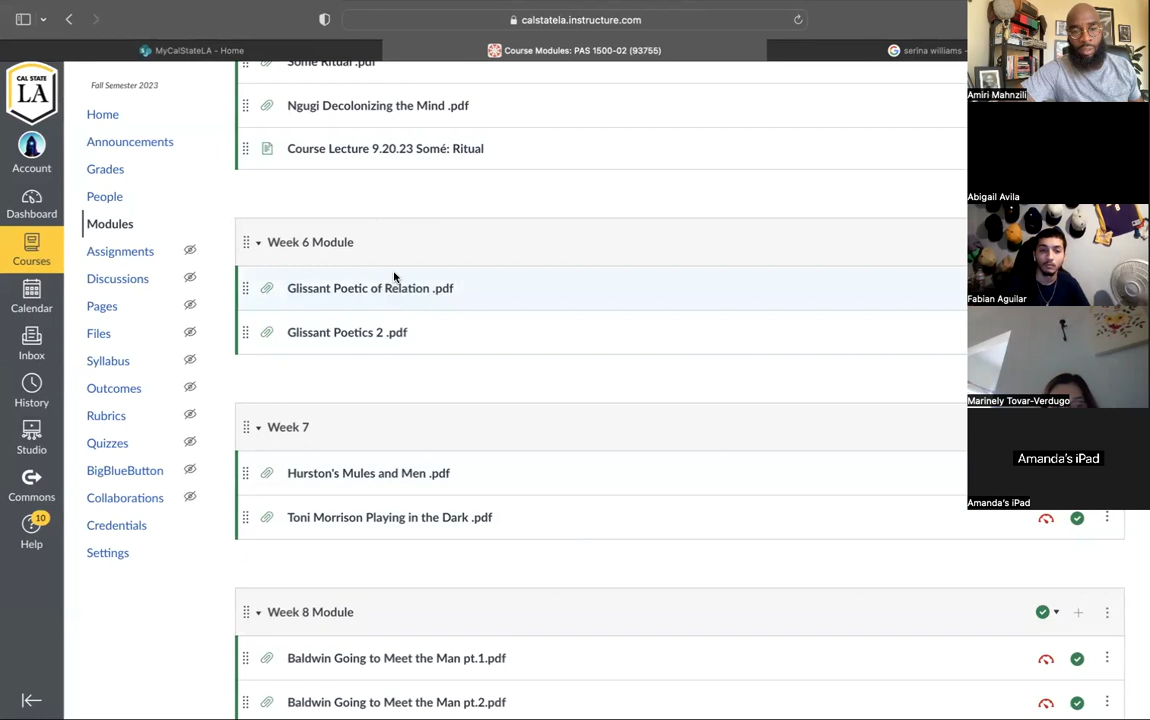 calstatela.instructure.com
MyCalStateLA - Home
Course Modules: PAS 1500-02 (93755)
serina williams -
CAL STATE
LA
Account
Dashboard
Courses
Calendar
Inbox
History
Studio
Commons
10
Help
Fall Semester 2023
Home
Announcements
Grades
People
Modules
Assignments
Discussions
Pages
Files
Syllabus
Outcomes
Rubrics
Quizzes
BigBlueButton
Collaborations
Credentials
Settings
Some Ritual .pdf
Ngugi Decolonizing the Mind .pdf
Course Lecture 9.20.23 Somé: Ritual
Week 6 Module
Glissant Poetic of Relation .pdf
Glissant Poetics 2 .pdf
Week 7
Hurston's Mules and Men .pdf
Toni Morrison Playing in the Dark .pdf
Week 8 Module
Baldwin Going to Meet the Man pt.1.pdf
Baldwin Going to Meet the Man pt.2.pdf
Amiri Mahnzili
Abigail Avila
Fabian Aguilar
Marinely Tovar-Verdugo
Amanda's iPad
Amanda's iPad